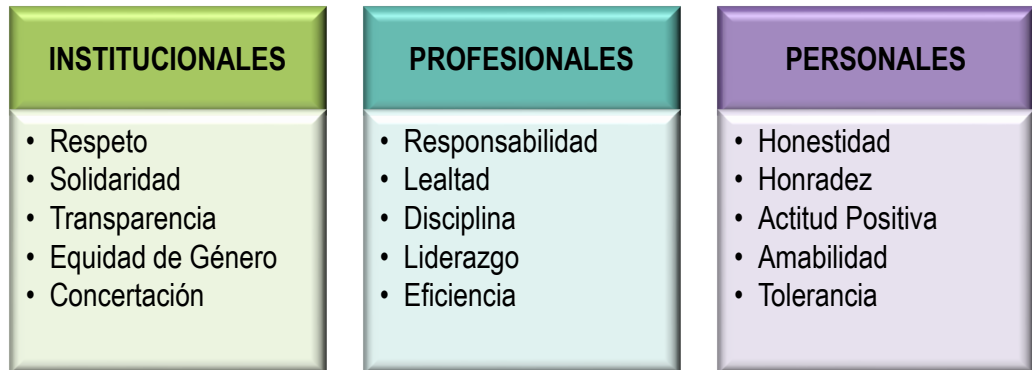 INSTITUCIONALES
• Respeto
• Solidaridad
• Transparencia
• Equidad de Género
• Concertación
PROFESIONALES
• Responsabilidad
• Lealtad
• Disciplina
• Liderazgo
• Eficiencia
PERSONALES
• Honestidad
• Honradez
• Actitud Positiva
• Amabilidad
• Tolerancia